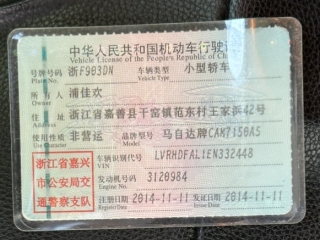 中华人民共和国机动车行驶证
Vehicle License of the People's Republic of China
号牌号码 浙F903DN 车辆类型 小型轿车
Plate No. Vehicle Type
所有人 浦佳欢
Owner
住址 浙江省嘉善县干窑镇范东村王家浜42号
Address
使用性质 非营运 品牌型号 马自达牌CAM7150A5
Use Character Model
浙江省嘉兴 车辆识别代号 LVRHDFAL1EN332448
VIN
市公安局交 发动机号码 3120984
Engine No.
通警察支队 注册日期 2014-11-11 发证日期 2014-11-11
Register Date Issue Date